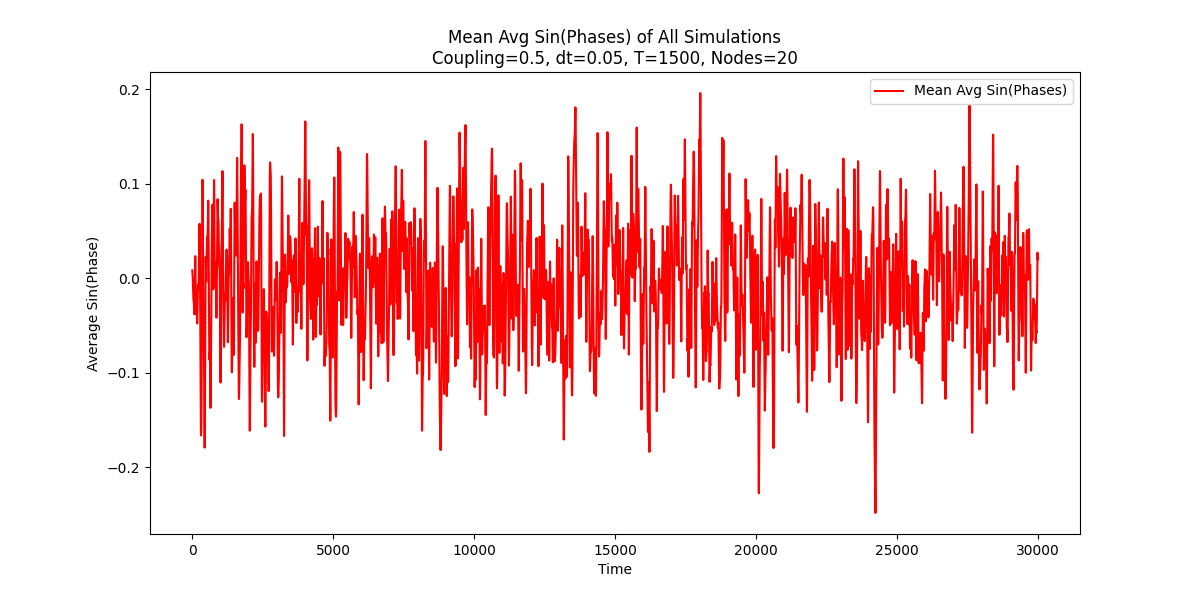 Mean Avg Sin(Phases) of All Simulations
Coupling=0.5, dt=0.05, T=1500, Nodes=20
Mean Avg Sin(Phases)
Average Sin(Phase)
0.2
0.1
0.0
−0.1
−0.2
0 5000 10000 15000 20000 25000 30000
Time